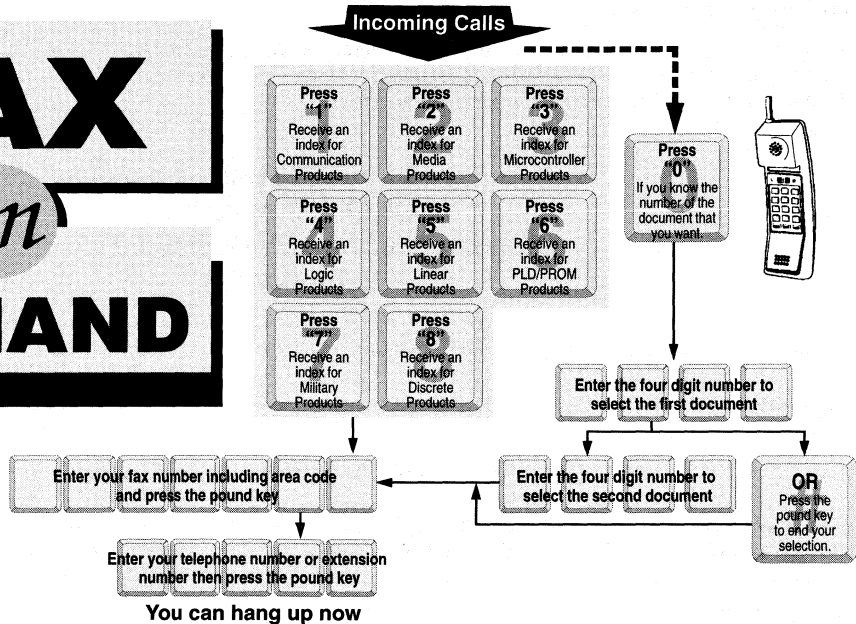 Incoming Calls
AX
n
AND
Press
"1"
Receive an
index for
Communication
Products
Press
"2"
Receive an
index for
Media
Products
Press
"3"
Receive an
index for
Microcontroller
Products
Press
"4"
Receive an
index for
Logic
Products
Press
"5"
Receive an
index for
Linear
Products
Press
"6"
Receive an
index for
PLD/PROM
Products
Press
"7"
Receive an
index for
Military
Products
Press
"8"
Receive an
index for
Discrete
Products
Press
"0"
If you know the
number of the
document that
you want.
Enter the four digit number to
select the first document
Enter the four digit number to
select the second document
OR
Press the
pound key
to end your
selection.
Enter your fax number including area code
and press the pound key
Enter your telephone number or extension
number then press the pound key
You can hang up now